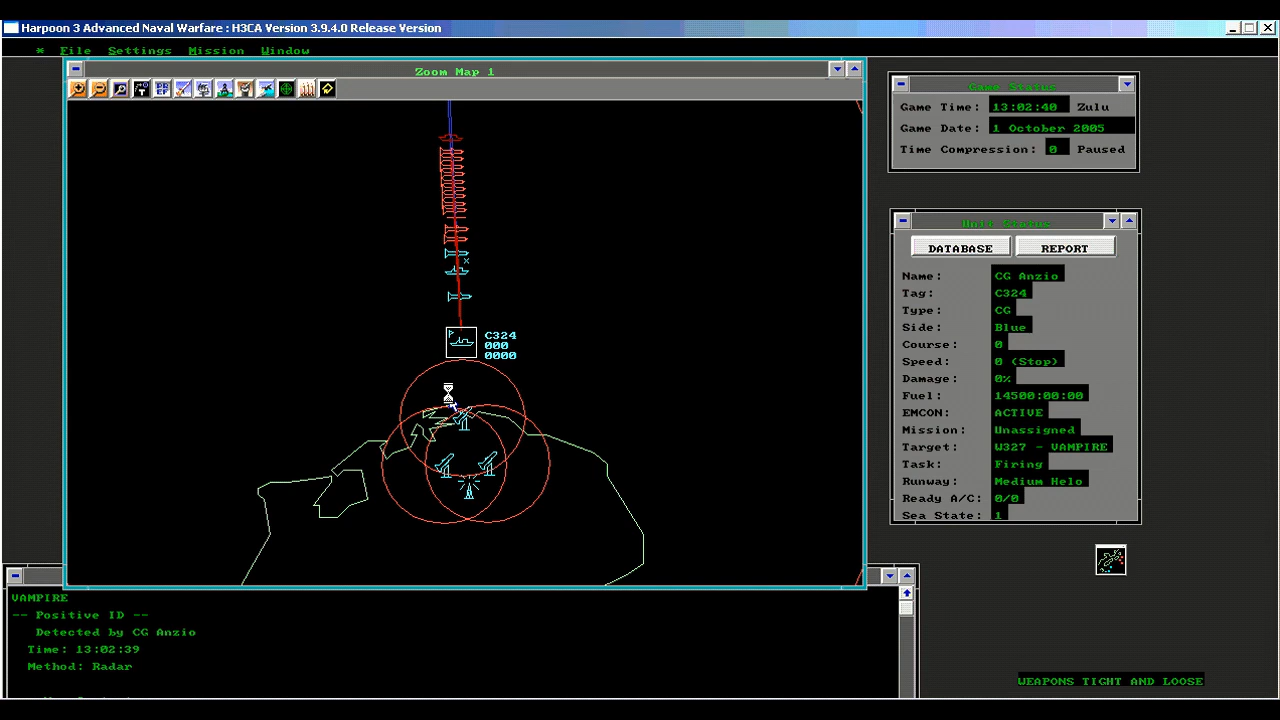 Harpoon 3 Advanced Naval Warfare : H3CA Version 3.9.4.0 Release Version
* File Settings Mission Window
Zoom Map 1
C324
000
0000
Game Status
Game Time: 13:02:40 Zulu
Game Date: 1 October 2005
Time Compression: 0 Paused
Unit Status
DATABASE REPORT
Name: CG Anzio
Tag: C324
Type: CG
Side: Blue
Course: 0
Speed: 0 (Stop)
Damage: 0%
Fuel: 14500:00:00
EMCON: ACTIVE
Mission: Unassigned
Target: W327 - VAMPIRE
Task: Firing
Runway: Medium Helo
Ready A/C: 0/0
Sea State: 1
VAMPIRE
-- Positive ID --
Detected by CG Anzio
Time: 13:02:39
Method: Radar
WEAPONS TIGHT AND LOOSE